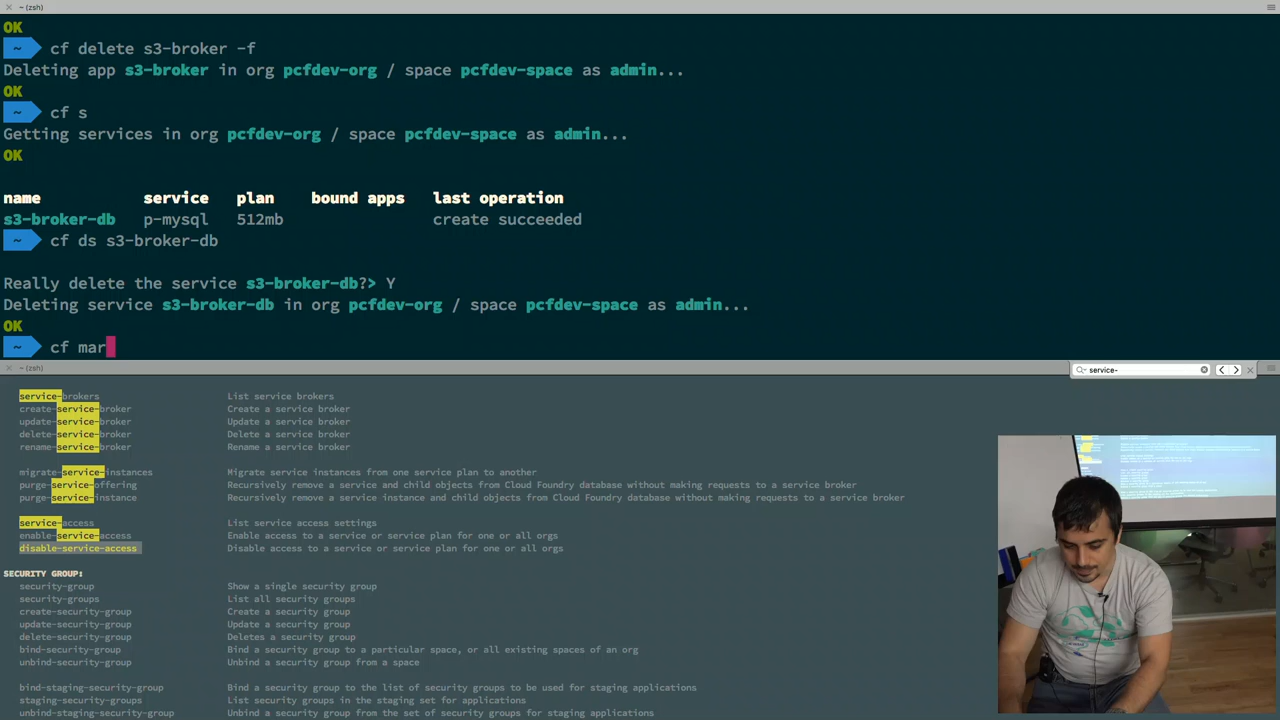 ~ (zsh)
OK
~ cf delete s3-broker -f
Deleting app s3-broker in org pcfdev-org / space pcfdev-space as admin...
OK
~ cf s
Getting services in org pcfdev-org / space pcfdev-space as admin...
OK
name service plan bound apps last operation
s3-broker-db p-mysql 512mb create succeeded
~ cf ds s3-broker-db
Really delete the service s3-broker-db?> Y
Deleting service s3-broker-db in org pcfdev-org / space pcfdev-space as admin...
OK
~ cf mar
~ (zsh)
service-
service-brokers List service brokers
create-service-broker Create a service broker
update-service-broker Update a service broker
delete-service-broker Delete a service broker
rename-service-broker Rename a service broker
migrate-service-instances Migrate service instances from one service plan to another
purge-service-offering Recursively remove a service and child objects from Cloud Foundry database without making requests to a service broker
purge-service-instance Recursively remove a service instance and child objects from Cloud Foundry database without making requests to a service broker
service-access List service access settings
enable-service-access Enable access to a service or service plan for one or all orgs
disable-service-access Disable access to a service or service plan for one or all orgs
SECURITY GROUP:
security-group Show a single security group
security-groups List all security groups
create-security-group Create a security group
update-security-group Update a security group
delete-security-group Deletes a security group
bind-security-group Bind a security group to a particular space, or all existing spaces of an org
unbind-security-group Unbind a security group from a space
bind-staging-security-group Bind a security group to the list of security groups to be used for staging applications
staging-security-groups List security groups in the staging set for applications
unbind-staging-security-group Unbind a security group from the set of security groups for staging applications